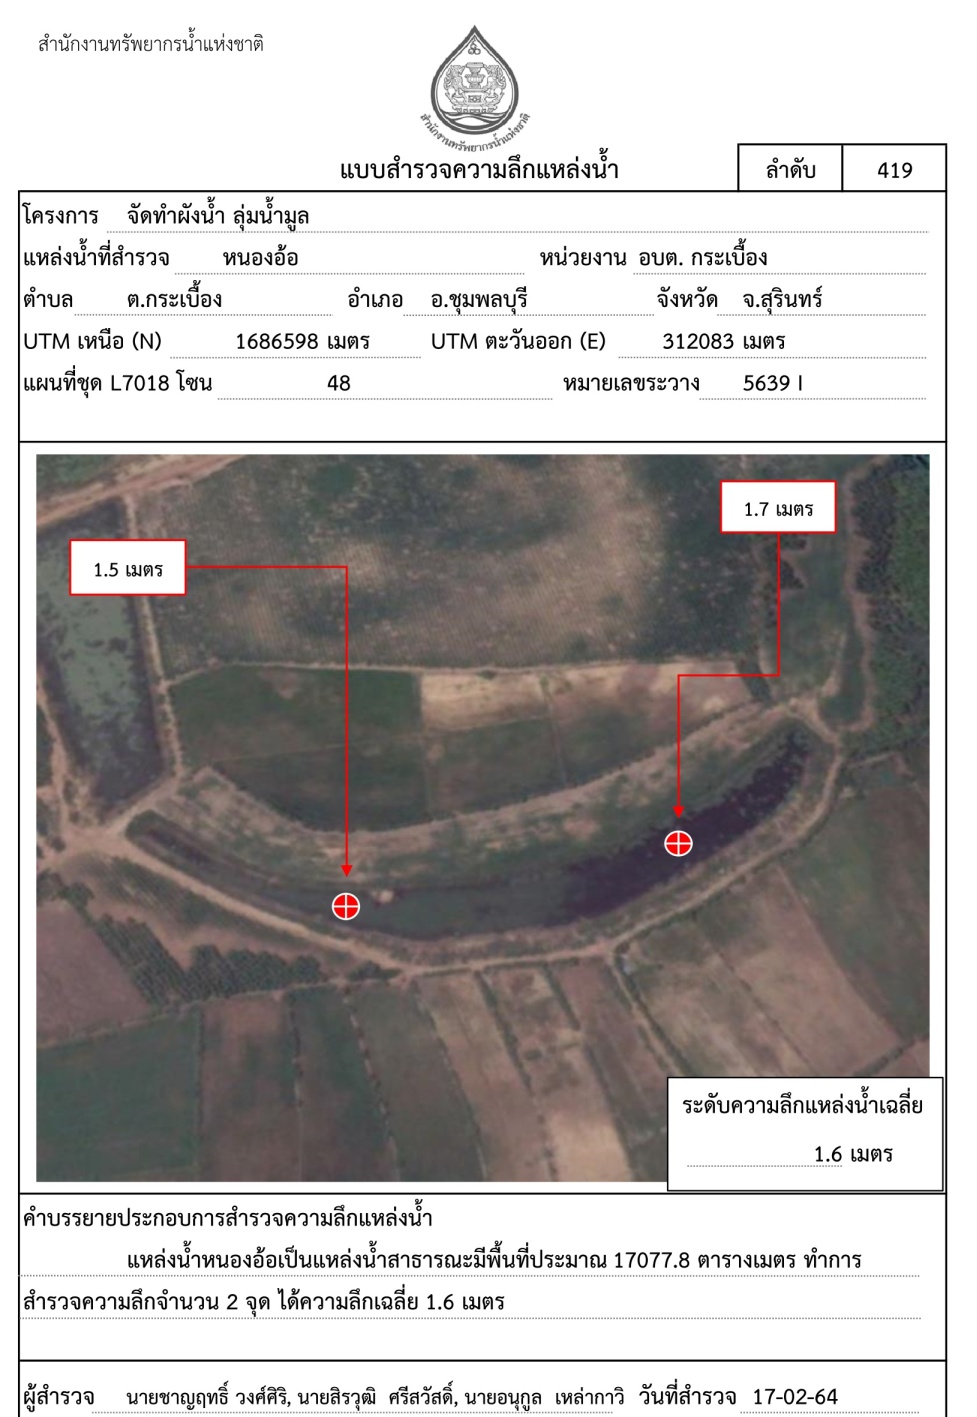 สำนักงานทรัพยากรน้ำแห่งชาติ
สำนักงานทรัพยากรน้ำแห่งชาติ
แบบสำรวจความลึกแหล่งน้ำ ลำดับ 419
โครงการ จัดทำผังน้ำ ลุ่มน้ำมูล
แหล่งน้ำที่สำรวจ หนองอ้อ หน่วยงาน อบต. กระเบื้อง
ตำบล ต.กระเบื้อง อำเภอ อ.ชุมพลบุรี จังหวัด จ.สุรินทร์
UTM เหนือ (N) 1686598 เมตร UTM ตะวันออก (E) 312083 เมตร
แผนที่ชุด L7018 โซน 48 หมายเลขระวาง 5639 I
1.7 เมตร
1.5 เมตร
ระดับความลึกแหล่งน้ำเฉลี่ย
1.6 เมตร
คำบรรยายประกอบการสำรวจความลึกแหล่งน้ำ
แหล่งน้ำหนองอ้อเป็นแหล่งน้ำสาธารณะมีพื้นที่ประมาณ 17077.8 ตารางเมตร ทำการ
สำรวจความลึกจำนวน 2 จุด ได้ความลึกเฉลี่ย 1.6 เมตร
ผู้สำรวจ นายชาญฤทธิ์ วงศ์ศิริ, นายสิรวุฒิ ศรีสวัสดิ์, นายอนุกูล เหล่ากาวิ วันที่สำรวจ 17-02-64